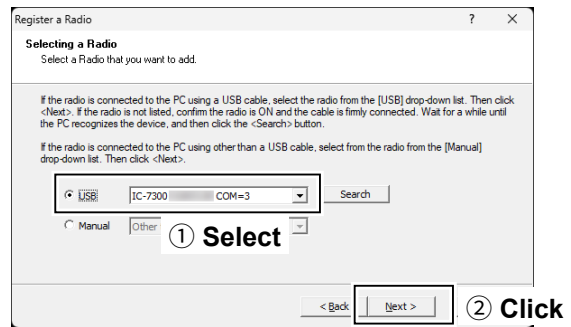 Register a Radio ? ×
Selecting a Radio
Select a Radio that you want to add.
If the radio is connected to the PC using a USB cable, select the radio from the [USB] drop-down list. Then click
<Next>. If the radio is not listed, confirm the radio is ON and the cable is firmly connected. Wait for a while until
the PC recognizes the device, and then click the <Search> button.
If the radio is connected to the PC using other than a USB cable, select from the radio from the [Manual]
drop-down list. Then click <Next>.
USB IC-7300 COM=3 Search
Manual Other
① Select
< Back Next > ② Click